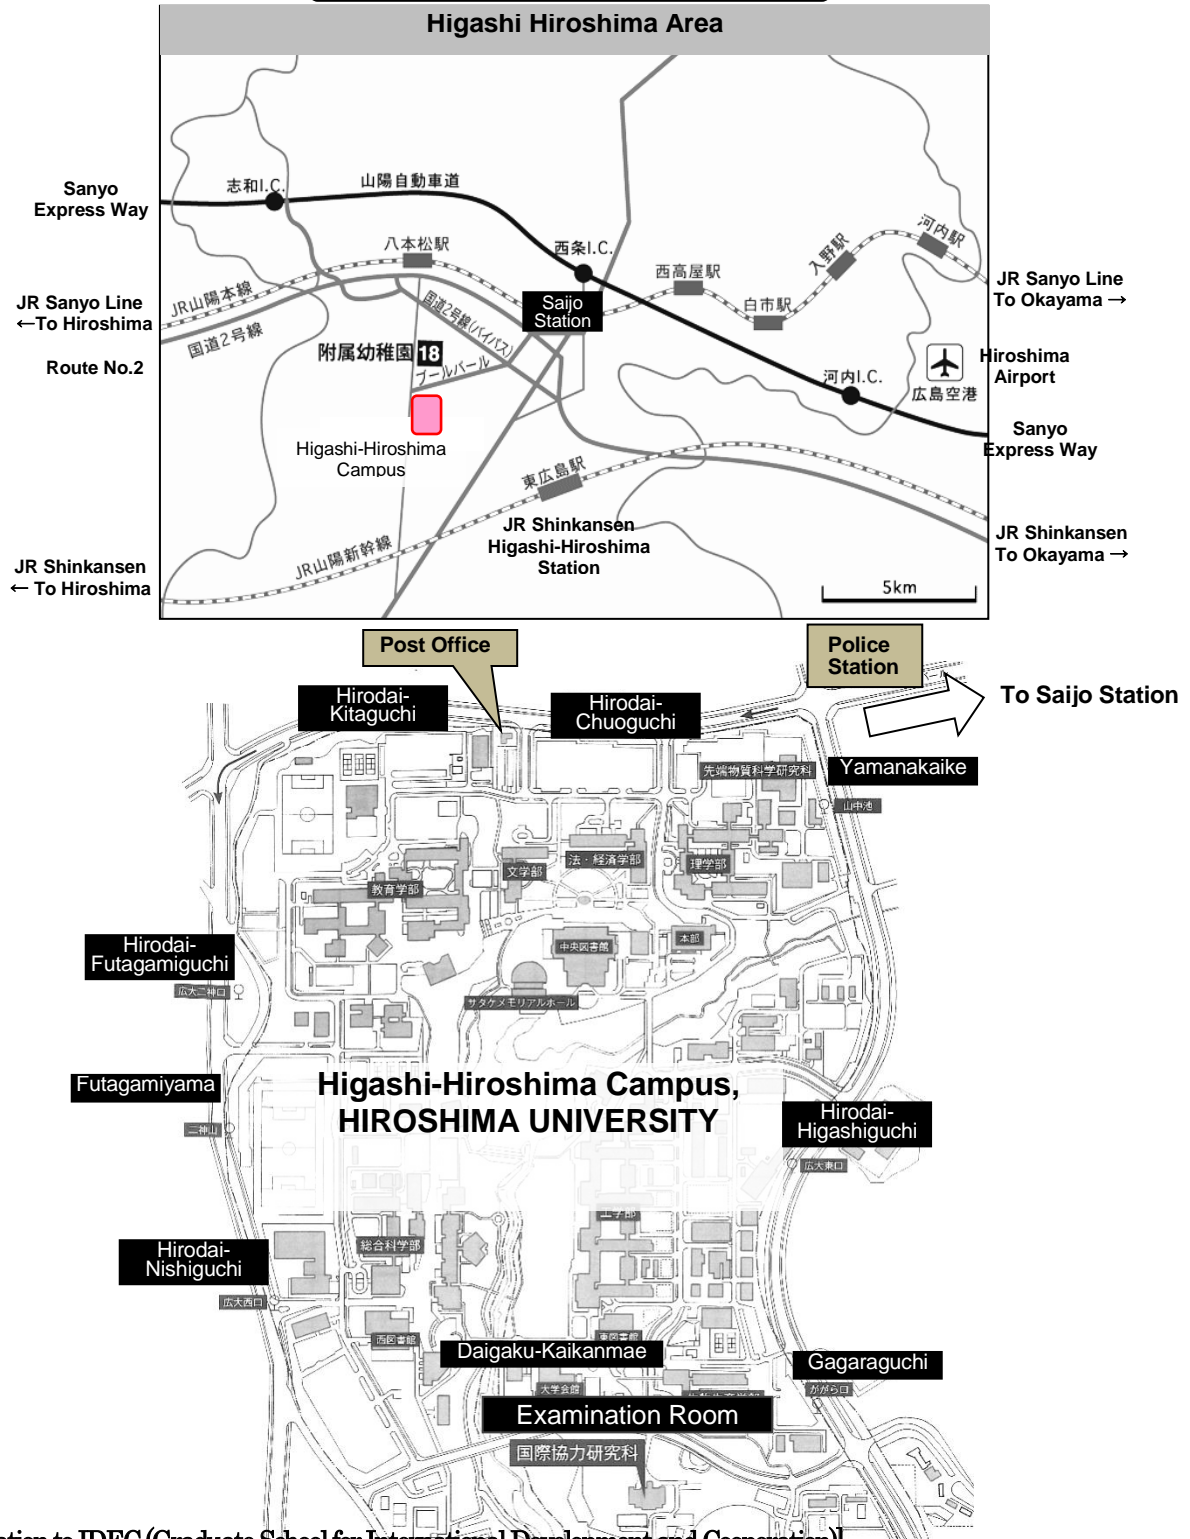 Higashi Hiroshima Area
Sanyo
Express Way
志和I.C.
山陽自動車道
八本松駅
西条I.C.
西高屋駅
入野駅
河内駅
JR Sanyo Line
To Okayama →
JR Sanyo Line
←To Hiroshima
JR山陽本線
国道2号線
国道2号線(バイパス)
Saijo
Station
白市駅
Route No.2
附属幼稚園 18
ブールバール
河内I.C.
広島空港
Hiroshima
Airport
Sanyo
Express Way
Higashi-Hiroshima
Campus
東広島駅
JR Shinkansen
Higashi-Hiroshima
Station
JR山陽新幹線
JR Shinkansen
To Okayama →
JR Shinkansen
← To Hiroshima
5km
Post Office
Police
Station
Hirodai-
Kitaguchi
Hirodai-
Chuoguchi
To Saijo Station
先端物質科学研究科
Yamanakaike
山中池
教育学部
文学部
法・経済学部
理学部
Hirodai-
Futagamiguchi
広大二神口
中央図書館
本部
サタケメモリアルホール
Futagamiyama
二神山
Higashi-Hiroshima Campus,
HIROSHIMA UNIVERSITY
Hirodai-
Higashiguchi
広大東口
工学部
総合科学部
Hirodai-
Nishiguchi
広大西口
西図書館
東図書館
Daigaku-Kaikanmae
大学会館
Gagaraguchi
ががら口
Examination Room
国際協力研究科